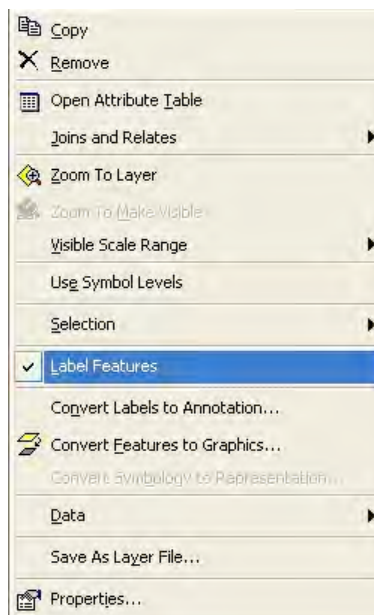 Copy
Remove
Open Attribute Table
Joins and Relates
Zoom To Layer
Zoom To Make Visible
Visible Scale Range
Use Symbol Levels
Selection
Label Features
Convert Labels to Annotation...
Convert Features to Graphics...
Convert Symbology to Representation...
Data
Save As Layer File...
Properties...